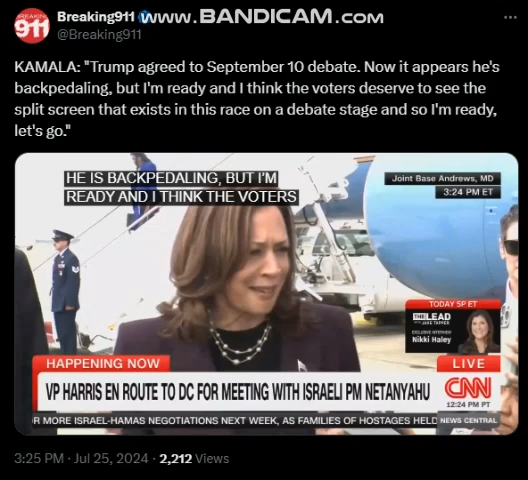 www.BANDICAM.com
BREAKING 911
Breaking911
@Breaking911
KAMALA: "Trump agreed to September 10 debate. Now it appears he's
backpedaling, but I'm ready and I think the voters deserve to see the
split screen that exists in this race on a debate stage and so I'm ready,
let's go."
HE IS BACKPEDALING, BUT I'M
READY AND I THINK THE VOTERS
Joint Base Andrews, MD
3:24 PM ET
TODAY 5P ET
THE LEAD
WITH JAKE TAPPER
EXCLUSIVE INTERVIEW
Nikki Haley
HAPPENING NOW
LIVE
VP HARRIS EN ROUTE TO DC FOR MEETING WITH ISRAELI PM NETANYAHU
CNN
12:24 PM PT
R MORE ISRAEL-HAMAS NEGOTIATIONS NEXT WEEK, AS FAMILIES OF HOSTAGES HELD
NEWS CENTRAL
3:25 PM · Jul 25, 2024 · 2,212 Views